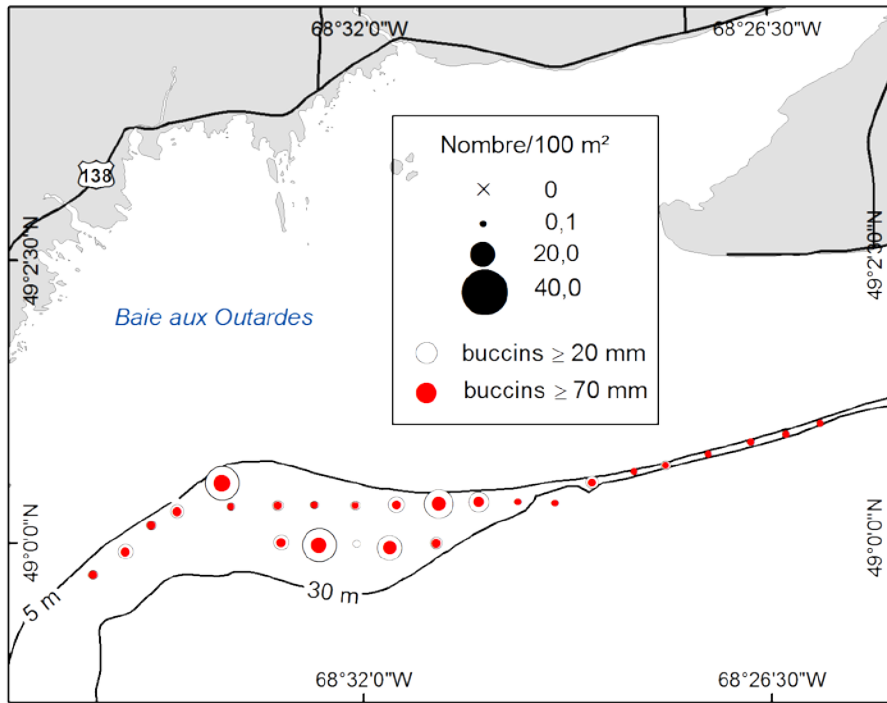 68°32'0"W
68°26'30"W
Nombre/100 m²
138
0
0,1
20,0
40,0
49°2'30"N
49°2'30"N
Baie aux Outardes
buccins ≥ 20 mm
buccins ≥ 70 mm
49°0'0"N
49°0'0"N
5 m
30 m
68°32'0"W
68°26'30"W